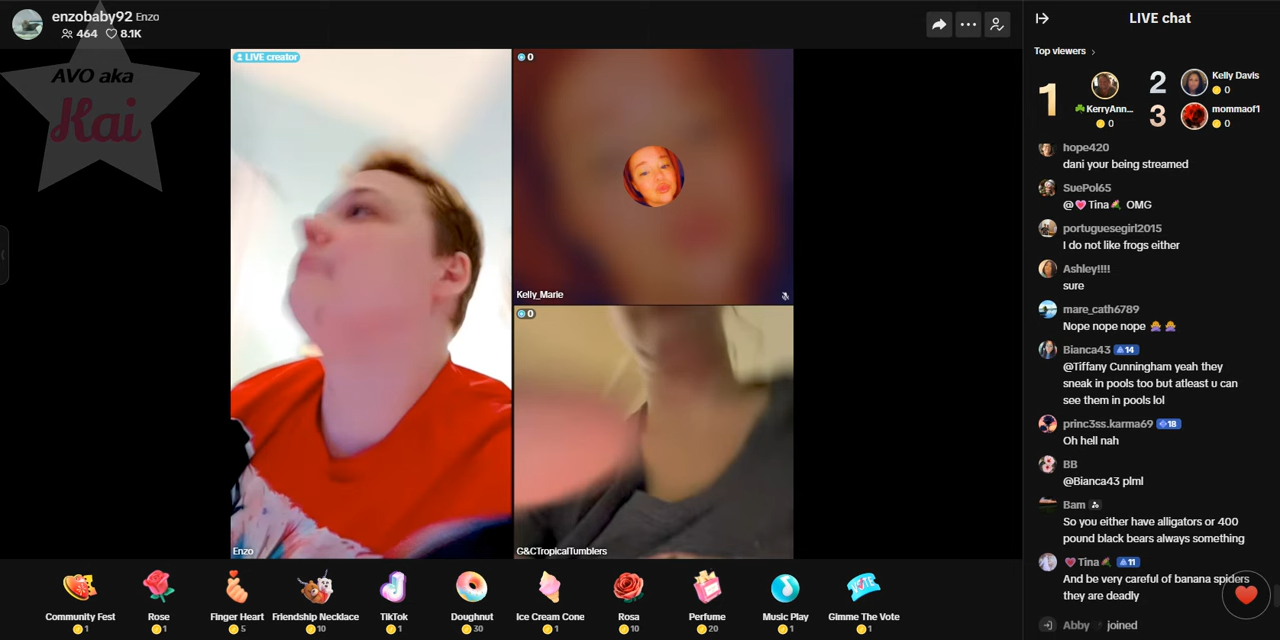 enzobaby92 Enzo
464 8.1K
AVO aka
Kai
LIVE creator
0
Kelly_Marie
0
Enzo
G&CTropicalTumblers
Community Fest
1
Rose
1
Finger Heart
5
Friendship Necklace
10
TikTok
1
Doughnut
30
Ice Cream Cone
1
Rosa
10
Perfume
20
Music Play
1
Gimme The Vote
1
LIVE chat
Top viewers
1
KerryAnn...
0
2
Kelly Davis
0
3
mommaof1
0
hope420
dani your being streamed
SuePol65
@💗Tina🌶 OMG
portuguesegirl2015
I do not like frogs either
Ashley!!!!
sure
mare_cath6789
Nope nope nope 🙅‍♀️ 🙅‍♀️
Bianca43 14
@Tiffany Cunningham yeah they
sneak in pools too but atleast u can
see them in pools lol
princ3ss.karma69 18
Oh hell nah
BB
@Bianca43 plml
Bam
So you either have alligators or 400
pound black bears always something
💗Tina🌶 11
And be very careful of banana spiders
they are deadly
Abby joined